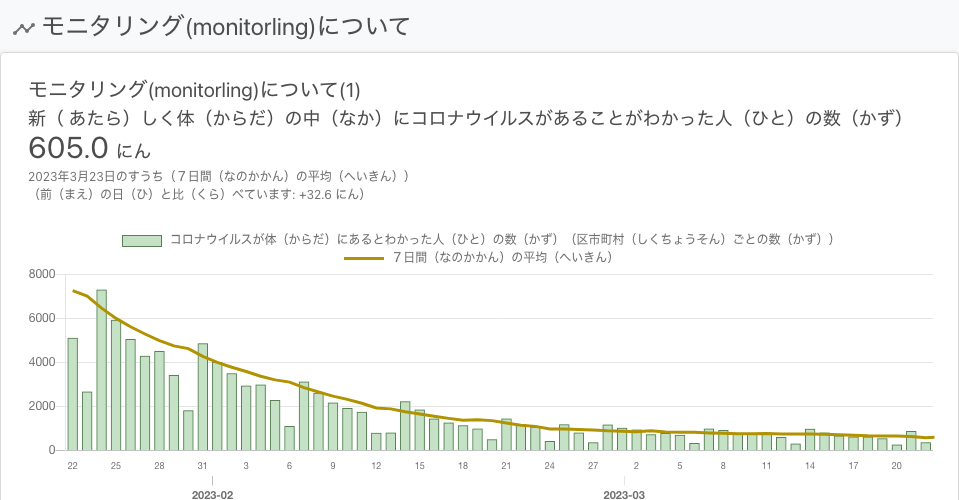 モニタリング(monitorling)について
モニタリング(monitorling)について(1)
新（ あたら）しく体（からだ）の中（なか）にコロナウイルスがあることがわかった人（ひと）の数（かず）
605.0 にん
2023年3月23日のすうち（７日間（なのかかん）の平均（へいきん））
（前（まえ）の日（ひ）と比（くら）べています: +32.6 にん）
コロナウイルスが体（からだ）にあるとわかった人（ひと）の数（かず）（区市町村（しくちょうそん）ごとの数（かず））
７日間（なのかかん）の平均（へいきん）
8000
6000
4000
2000
0
22 25 28 31 3 6 9 12 15 18 21 24 27 2 5 8 11 14 17 20
2023-02 2023-03